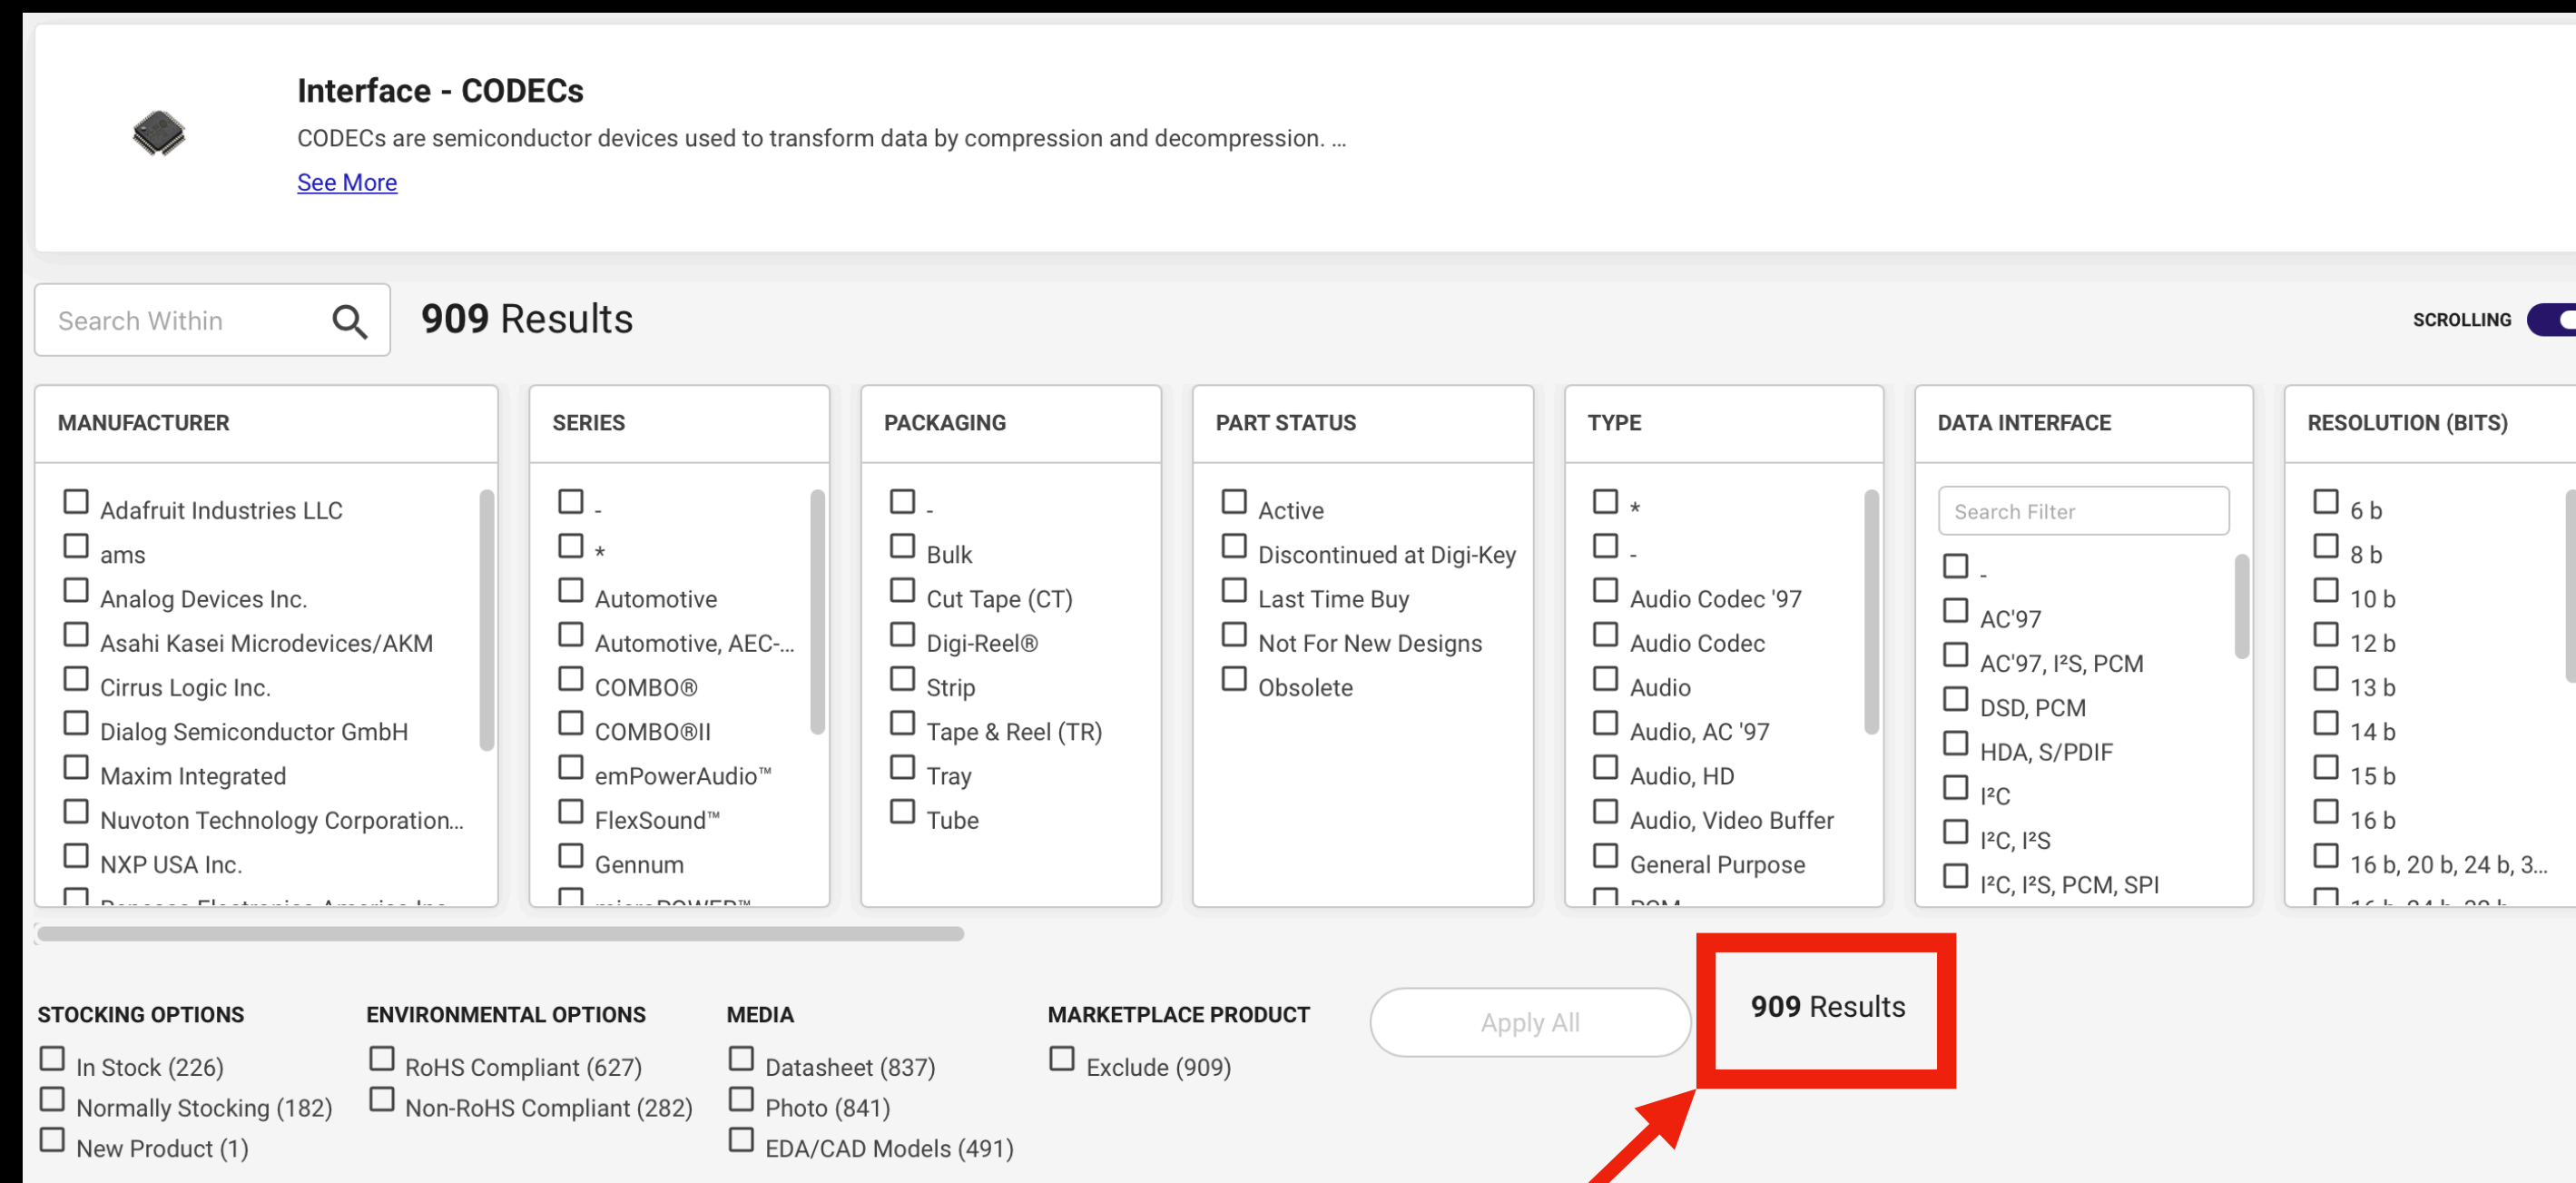 Interface - CODECs
CODECs are semiconductor devices used to transform data by compression and decompression. ...
See More
Search Within
909 Results
SCROLLING
MANUFACTURER
Adafruit Industries LLC
ams
Analog Devices Inc.
Asahi Kasei Microdevices/AKM
Cirrus Logic Inc.
Dialog Semiconductor GmbH
Maxim Integrated
Nuvoton Technology Corporation...
NXP USA Inc.
SERIES
-
*
Automotive
Automotive, AEC-...
COMBO®
COMBO®II
emPowerAudio™
FlexSound™
Gennum
PACKAGING
-
Bulk
Cut Tape (CT)
Digi-Reel®
Strip
Tape & Reel (TR)
Tray
Tube
PART STATUS
Active
Discontinued at Digi-Key
Last Time Buy
Not For New Designs
Obsolete
TYPE
*
-
Audio Codec '97
Audio Codec
Audio
Audio, AC '97
Audio, HD
Audio, Video Buffer
General Purpose
DATA INTERFACE
Search Filter
-
AC'97
AC'97, I²S, PCM
DSD, PCM
HDA, S/PDIF
I²C
I²C, I²S
I²C, I²S, PCM, SPI
RESOLUTION (BITS)
6 b
8 b
10 b
12 b
13 b
14 b
15 b
16 b
16 b, 20 b, 24 b, 3...
STOCKING OPTIONS
In Stock (226)
Normally Stocking (182)
New Product (1)
ENVIRONMENTAL OPTIONS
RoHS Compliant (627)
Non-RoHS Compliant (282)
MEDIA
Datasheet (837)
Photo (841)
EDA/CAD Models (491)
MARKETPLACE PRODUCT
Exclude (909)
Apply All
909 Results